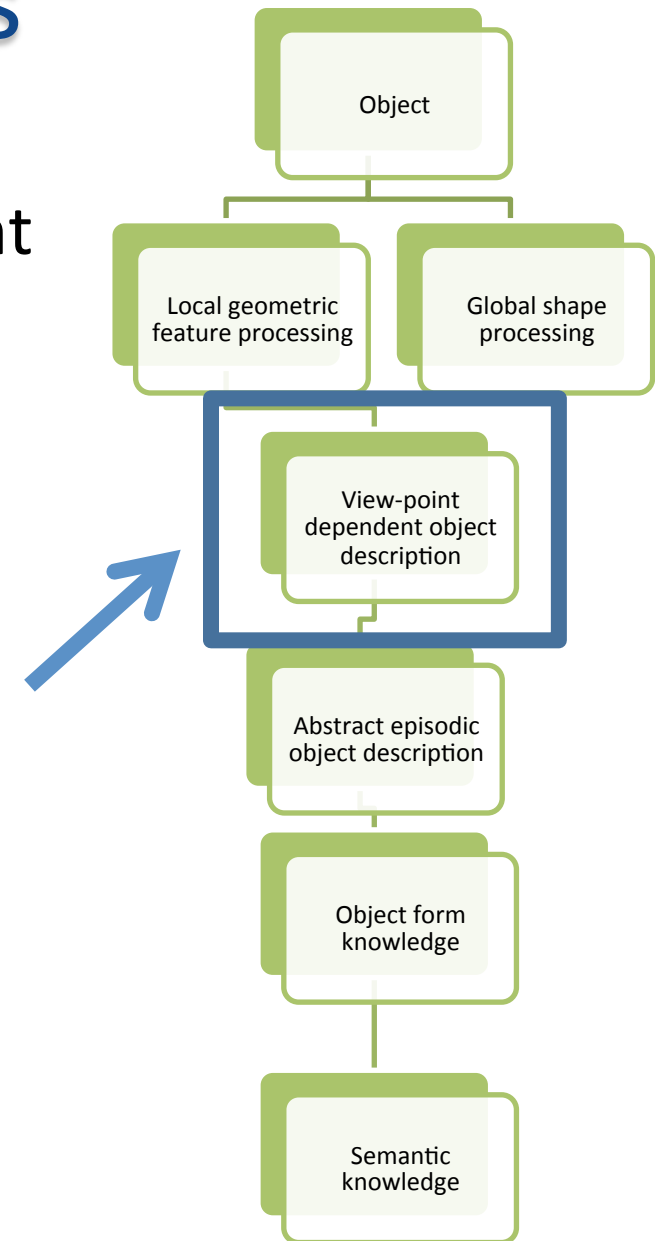 s
nt
Object
Local geometric
feature processing
Global shape
processing
View-point
dependent object
description
Abstract episodic
object description
Object form
knowledge
Semantic
knowledge